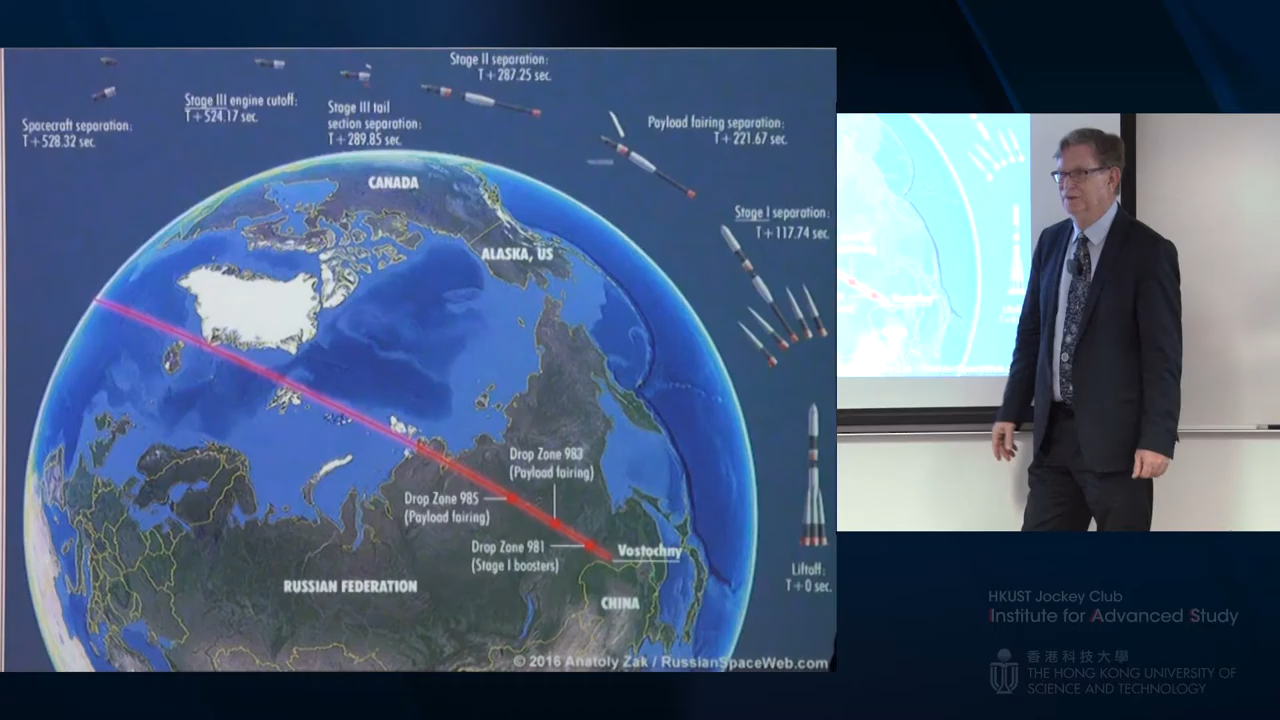 Stage II separation:
T+287.25 sec.
Stage III engine cutoff:
T+524.17 sec.
Stage III tail
section separation:
T+289.85 sec.
Spacecraft separation:
T+528.32 sec.
Payload fairing separation:
T+221.67 sec.
CANADA
Stage I separation:
T+117.74 sec.
ALASKA, US
Drop Zone 983
(Payload fairing)
Drop Zone 985
(Payload fairing)
Drop Zone 981
(Stage I boosters)
Vostochny
RUSSIAN FEDERATION
CHINA
Liftoff:
T+0 sec.
© 2016 Anatoly Zak / RussianSpaceWeb.com
HKUST Jockey Club
Institute for Advanced Study
香港科技大學
THE HONG KONG UNIVERSITY OF
SCIENCE AND TECHNOLOGY